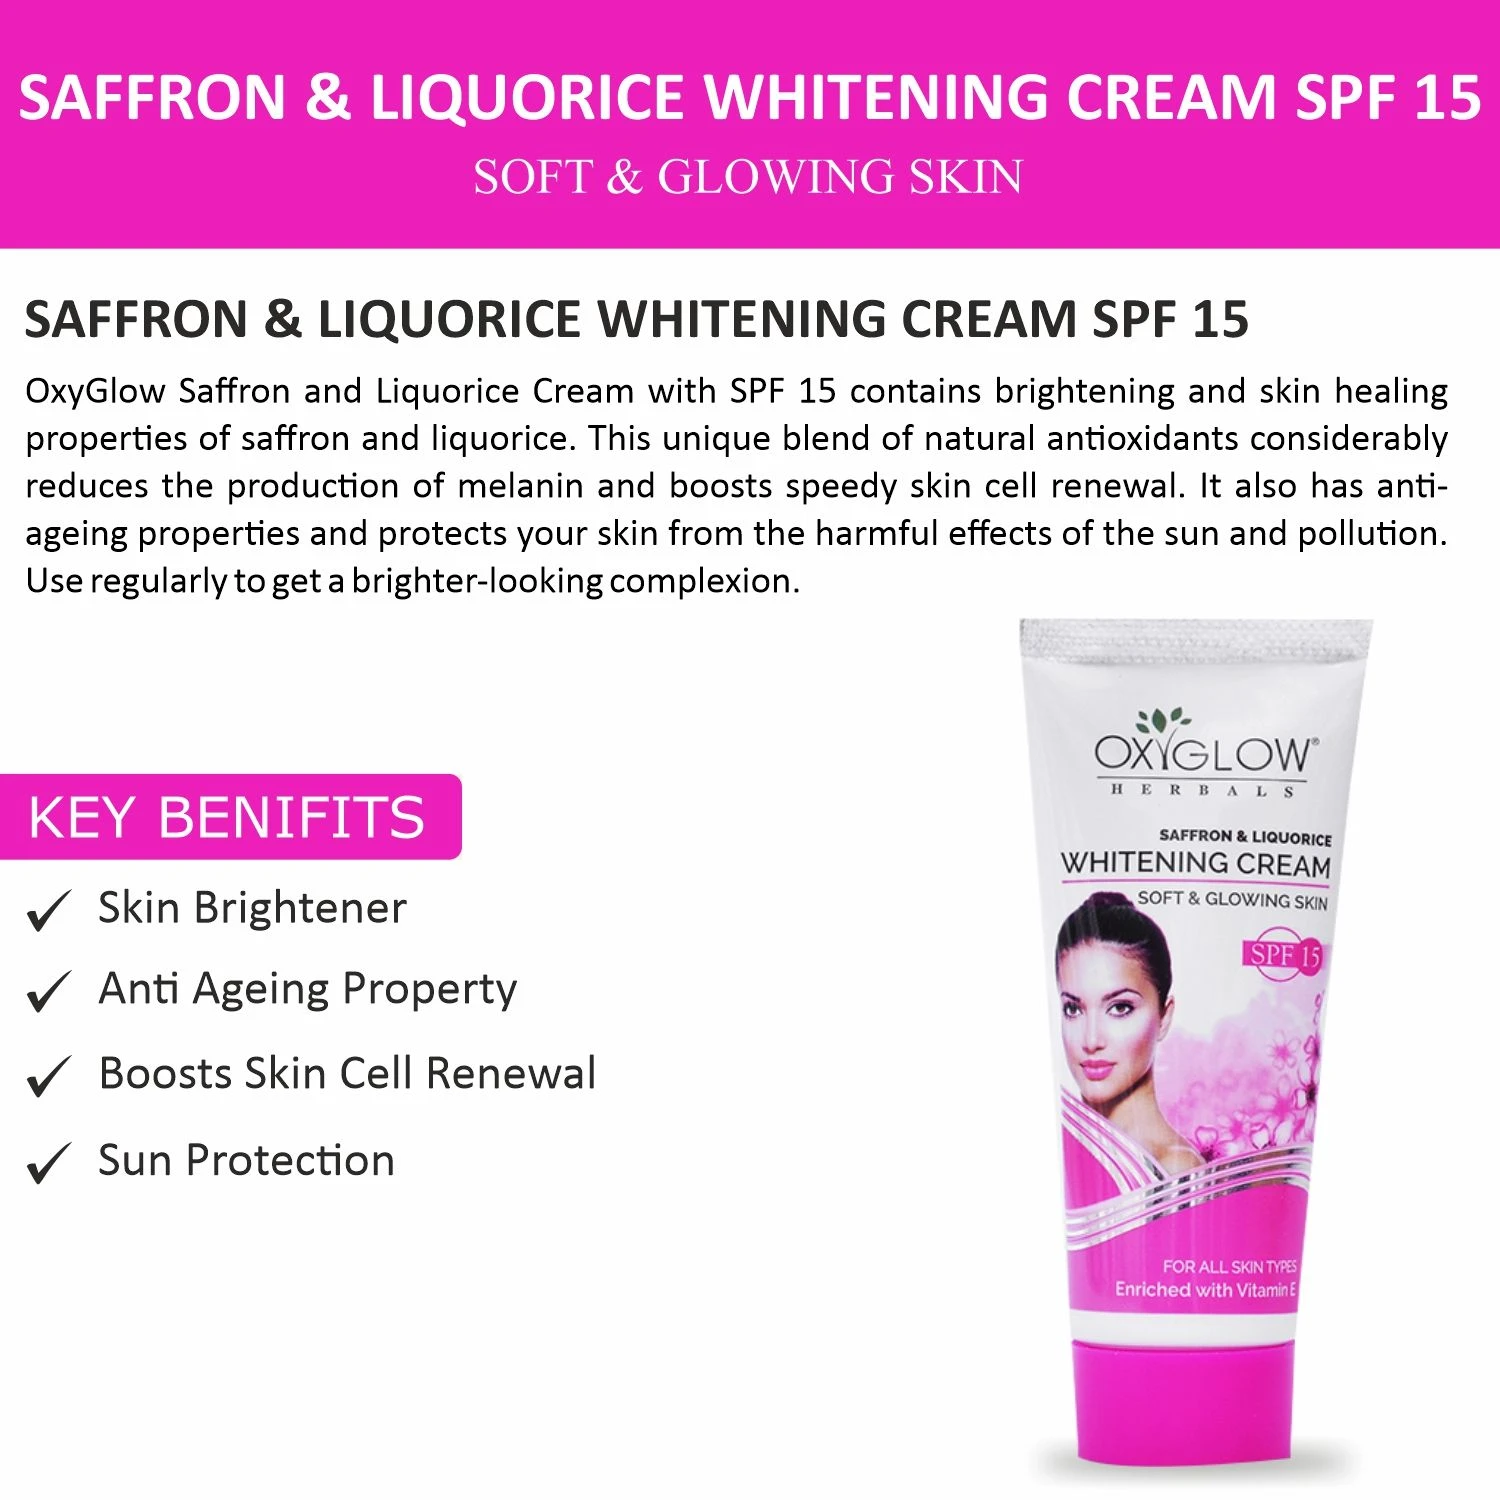 SAFFRON & LIQUORICE WHITENING CREAM SPF 15
SOFT & GLOWING SKIN
SAFFRON & LIQUORICE WHITENING CREAM SPF 15
OxyGlow Saffron and Liquorice Cream with SPF 15 contains brightening and skin healing
properties of saffron and liquorice. This unique blend of natural antioxidants considerably
reduces the production of melanin and boosts speedy skin cell renewal. It also has anti-
ageing properties and protects your skin from the harmful effects of the sun and pollution.
Use regularly to get a brighter-looking complexion.
KEY BENIFITS
✓ Skin Brightener
✓ Anti Ageing Property
✓ Boosts Skin Cell Renewal
✓ Sun Protection
OXYGLOW®
HERBALS
SAFFRON & LIQUORICE
WHITENING CREAM
SOFT & GLOWING SKIN
SPF 15
FOR ALL SKIN TYPES
Enriched with Vitamin E